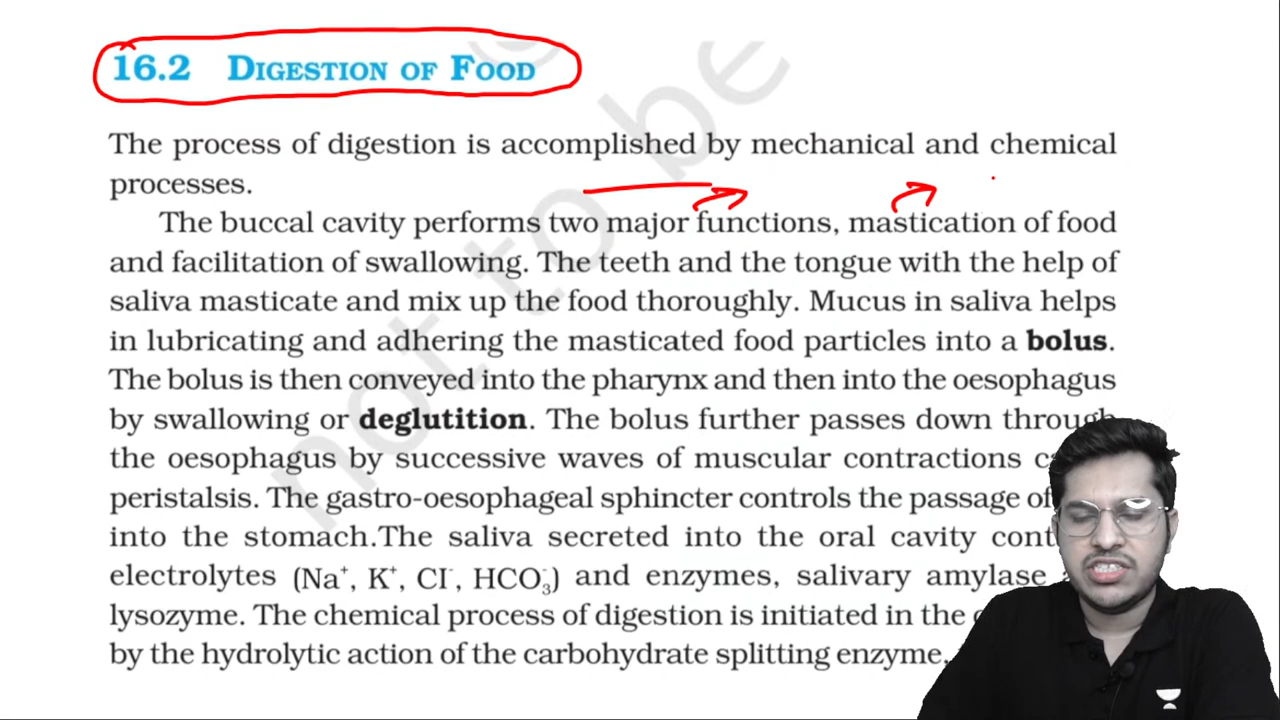 16.2 DIGESTION OF FOOD
The process of digestion is accomplished by mechanical and chemical
processes.
The buccal cavity performs two major functions, mastication of food
and facilitation of swallowing. The teeth and the tongue with the help of
saliva masticate and mix up the food thoroughly. Mucus in saliva helps
in lubricating and adhering the masticated food particles into a bolus.
The bolus is then conveyed into the pharynx and then into the oesophagus
by swallowing or deglutition. The bolus further passes down through
the oesophagus by successive waves of muscular contractions
peristalsis. The gastro-oesophageal sphincter controls the passage of
into the stomach.The saliva secreted into the oral cavity
electrolytes (Na⁺, K⁺, Cl⁻, HCO₃⁻) and enzymes, salivary amylase
lysozyme. The chemical process of digestion is initiated in the
by the hydrolytic action of the carbohydrate splitting enzyme,
not to be